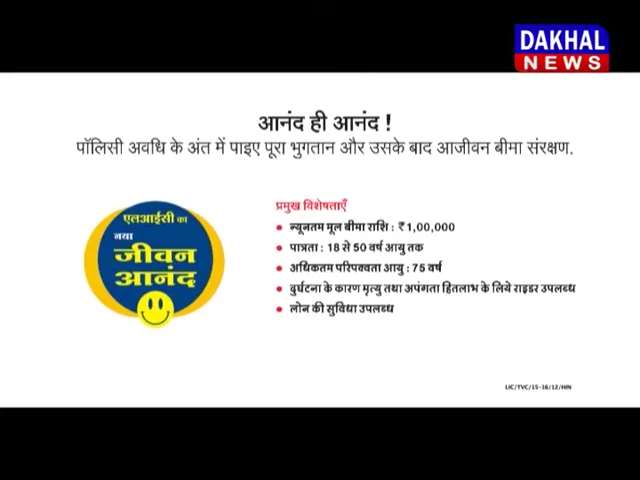 DAKHAL
NEWS
आनंद ही आनंद !
पॉलिसी अवधि के अंत में पाइए पूरा भुगतान और उसके बाद आजीवन बीमा संरक्षण.
एलआईसी का
नया
जीवन
आनंद
प्रमुख विशेषताएँ
• न्यूनतम मूल बीमा राशि : ₹1,00,000
• पात्रता : 18 से 50 वर्ष आयु तक
• अधिकतम परिपक्वता आयु : 75 वर्ष
• दुर्घटना के कारण मृत्यु तथा अपंगता हितलाभ के लिये राइडर उपलब्ध
• लोन की सुविधा उपलब्ध
LIC/TVC/15-16/12/HIN